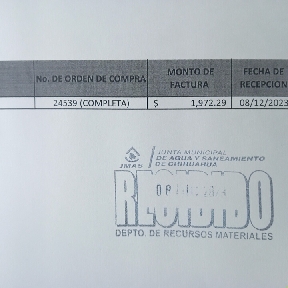 No. DE ORDEN DE COMPRA MONTO DE FACTURA FECHA DE RECEPCION
24539 (COMPLETA) $ 1,972.29 08/12/2023
JMAS
JUNTA MUNICIPAL
DE AGUA Y SANEAMIENTO
DE CHIHUAHUA
RECIBIDO
DEPTO. DE RECURSOS MATERIALES